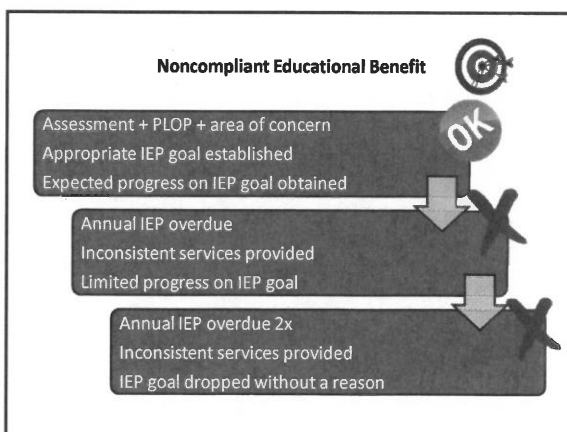 Noncompliant Educational Benefit
Assessment + PLOP + area of concern
OK
Appropriate IEP goal established
Expected progress on IEP goal obtained
Annual IEP overdue
Inconsistent services provided
Limited progress on IEP goal
Annual IEP overdue 2x
Inconsistent services provided
IEP goal dropped without a reason